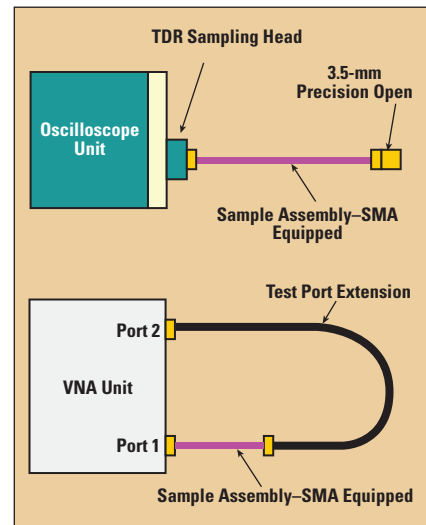 TDR Sampling Head
3.5-mm
Precision Open
Oscilloscope
Unit
Sample Assembly–SMA
Equipped
Test Port Extension
Port 2
VNA Unit
Port 1
Sample Assembly–SMA Equipped